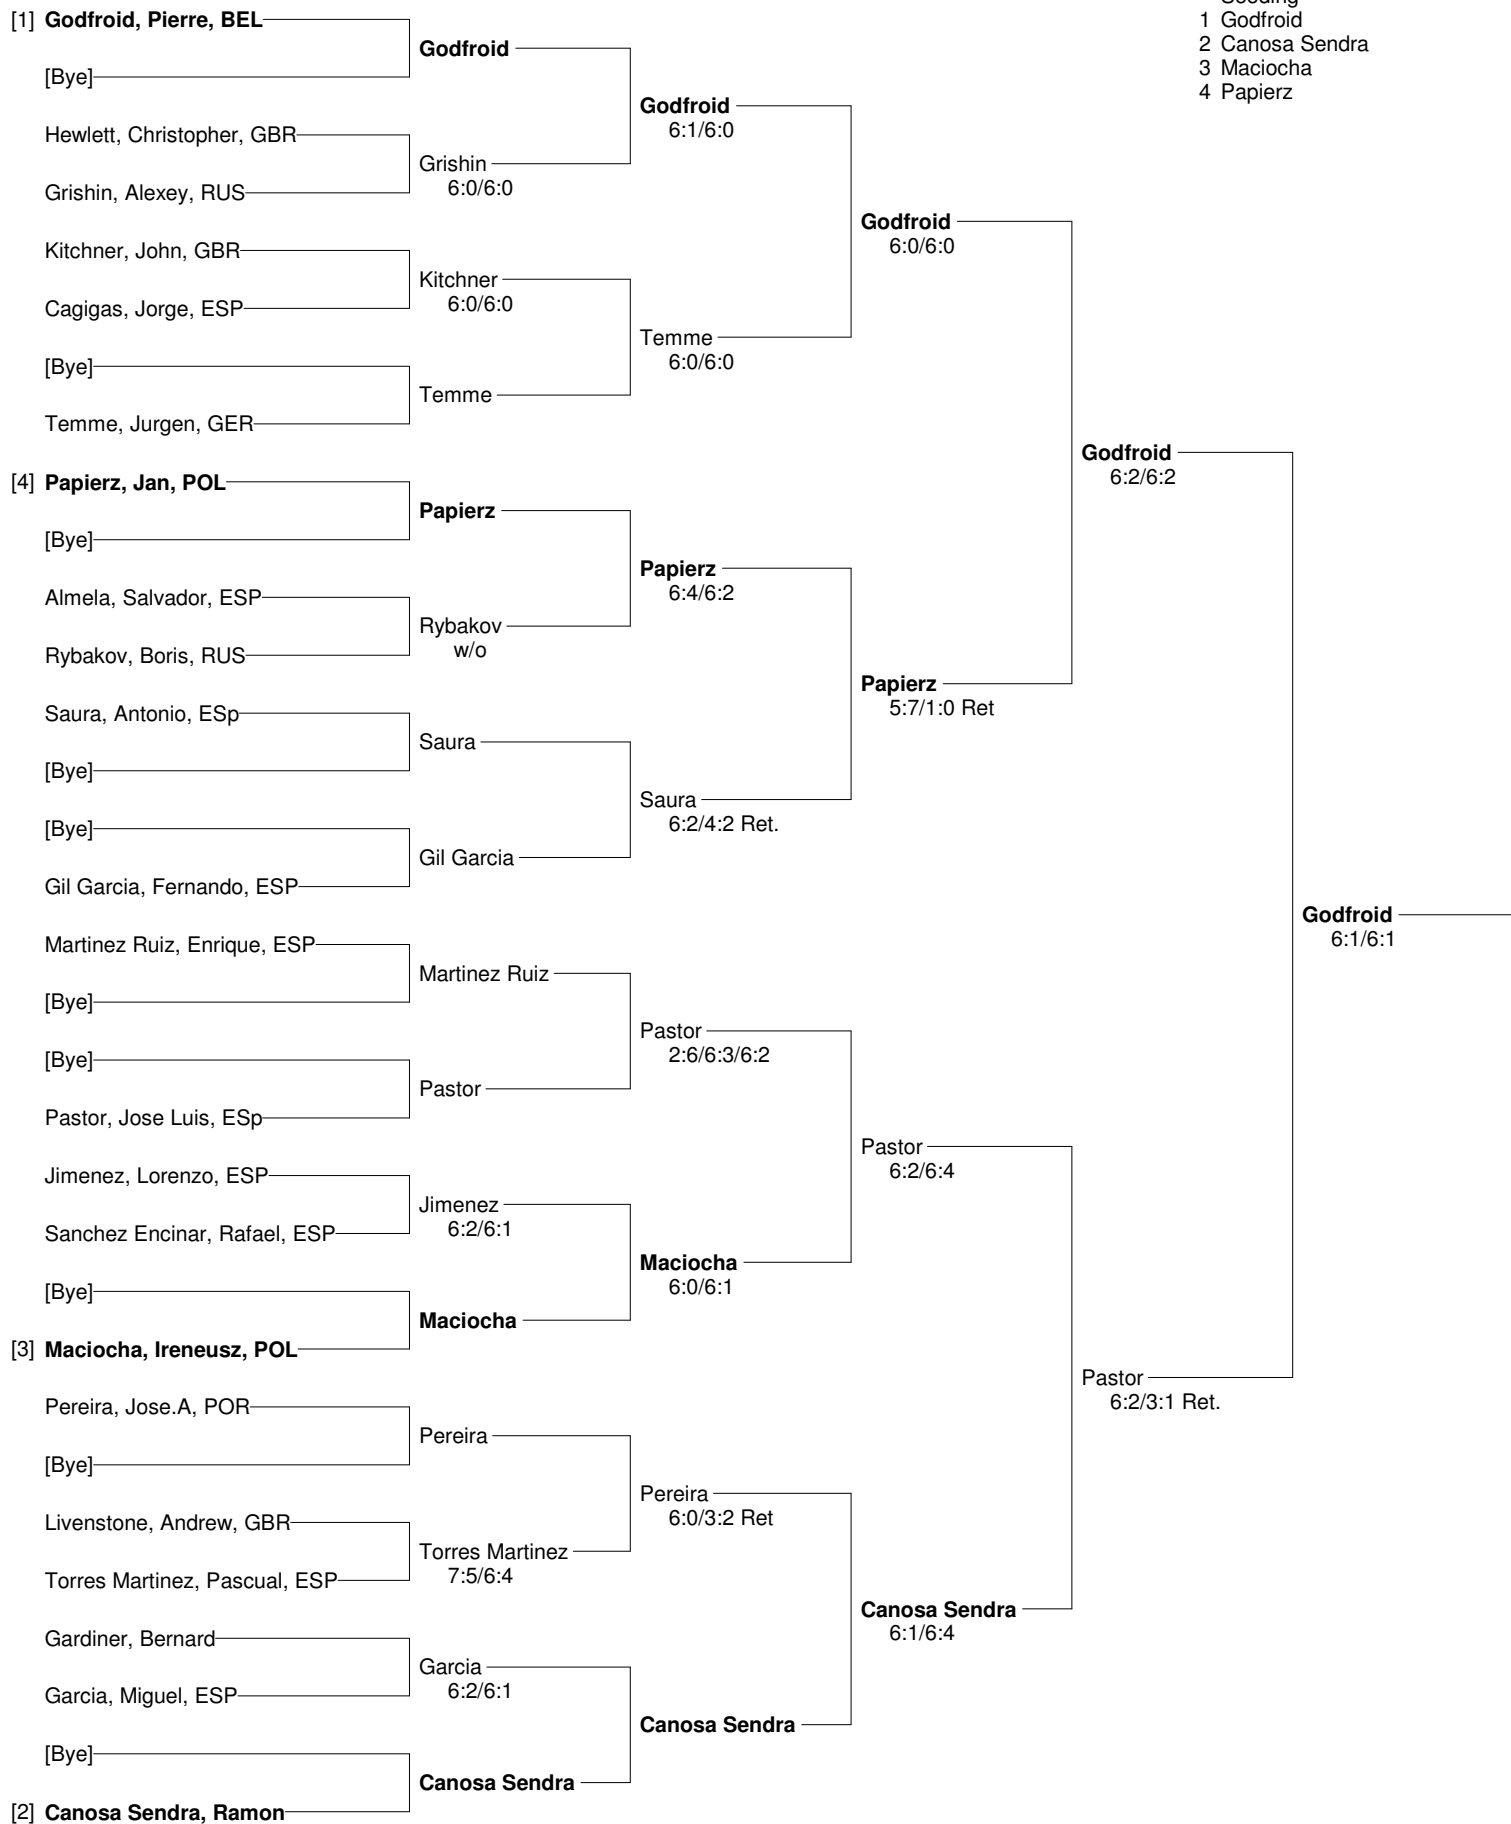 Seeding
1 Godfroid
2 Canosa Sendra
3 Maciocha
4 Papierz
[1] Godfroid, Pierre, BEL
[Bye]
Hewlett, Christopher, GBR
Grishin, Alexey, RUS
Kitchner, John, GBR
Cagigas, Jorge, ESP
[Bye]
Temme, Jurgen, GER
[4] Papierz, Jan, POL
[Bye]
Almela, Salvador, ESP
Rybakov, Boris, RUS
Saura, Antonio, ESp
[Bye]
[Bye]
Gil Garcia, Fernando, ESP
Martinez Ruiz, Enrique, ESP
[Bye]
[Bye]
Pastor, Jose Luis, ESp
Jimenez, Lorenzo, ESP
Sanchez Encinar, Rafael, ESP
[Bye]
[3] Maciocha, Ireneusz, POL
Pereira, Jose.A, POR
[Bye]
Livenstone, Andrew, GBR
Torres Martinez, Pascual, ESP
Gardiner, Bernard
Garcia, Miguel, ESP
[Bye]
[2] Canosa Sendra, Ramon
Godfroid
Grishin
6:0/6:0
Kitchner
6:0/6:0
Temme
Papierz
Rybakov
w/o
Saura
Gil Garcia
Martinez Ruiz
Pastor
Jimenez
6:2/6:1
Maciocha
Pereira
Torres Martinez
7:5/6:4
Garcia
6:2/6:1
Canosa Sendra
Godfroid
6:1/6:0
Temme
6:0/6:0
Papierz
6:4/6:2
Saura
6:2/4:2 Ret.
Pastor
2:6/6:3/6:2
Maciocha
6:0/6:1
Pereira
6:0/3:2 Ret
Canosa Sendra
Godfroid
6:0/6:0
Papierz
5:7/1:0 Ret
Pastor
6:2/6:4
Canosa Sendra
6:1/6:4
Godfroid
6:2/6:2
Pastor
6:2/3:1 Ret.
Godfroid
6:1/6:1